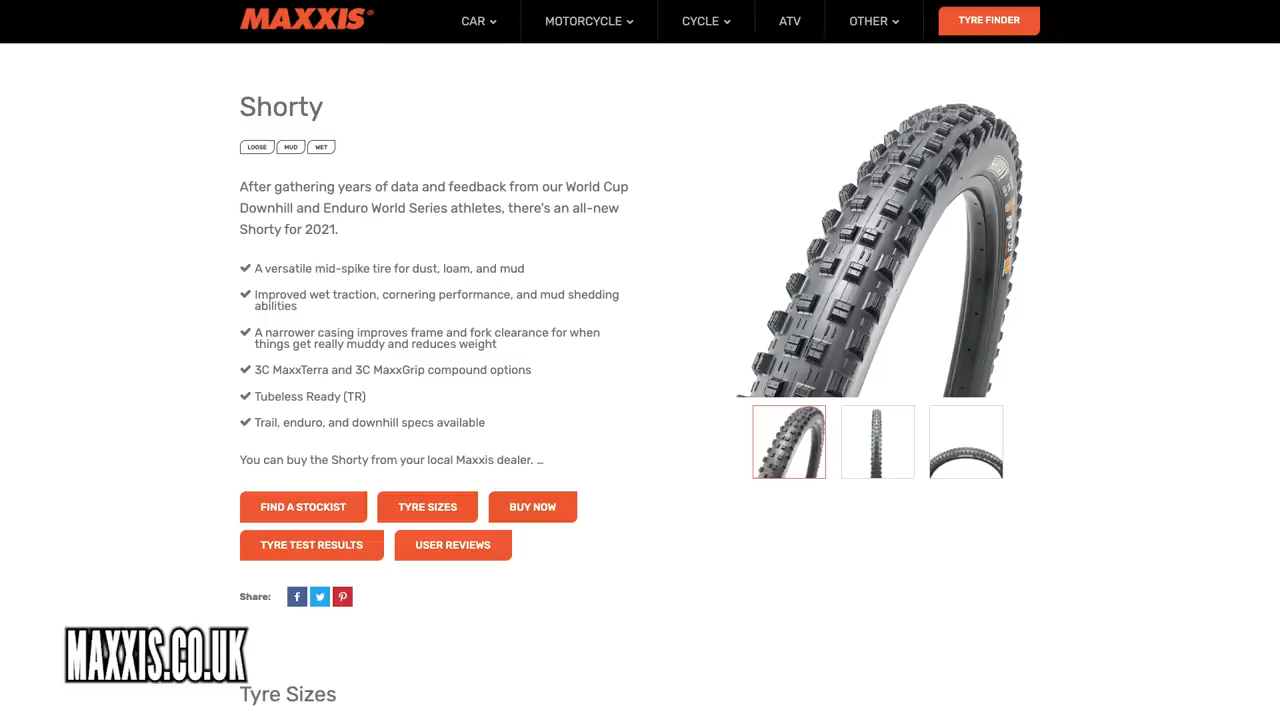 MAXXIS®
CAR
MOTORCYCLE
CYCLE
ATV
OTHER
TYRE FINDER
Shorty
LOOSE
MUD
WET
After gathering years of data and feedback from our World Cup
Downhill and Enduro World Series athletes, there's an all-new
Shorty for 2021.
A versatile mid-spike tire for dust, loam, and mud
Improved wet traction, cornering performance, and mud shedding
abilities
A narrower casing improves frame and fork clearance for when
things get really muddy and reduces weight
3C MaxxTerra and 3C MaxxGrip compound options
Tubeless Ready (TR)
Trail, enduro, and downhill specs available
You can buy the Shorty from your local Maxxis dealer. ...
FIND A STOCKIST
TYRE SIZES
BUY NOW
TYRE TEST RESULTS
USER REVIEWS
Share:
MAXXIS.CO.UK
Tyre Sizes